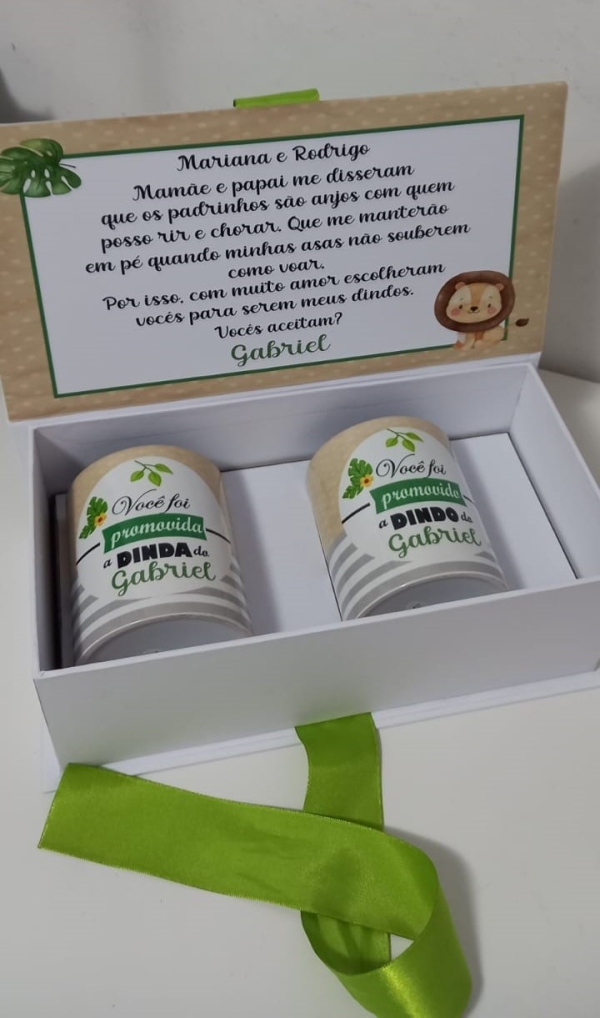 Mariana e Rodrigo
Mamãe e papai me disseram
que os padrinhos são anjos com quem
posso rir e chorar. Que me manterão
em pé quando minhas asas não souberem
como voar.
Por isso, com muito amor escolheram
vocês para serem meus dindos.
Vocês aceitam?
Gabriel
Você foi
promovida
a DINDA do
Gabriel
Você foi
promovido
a DINDO do
Gabriel